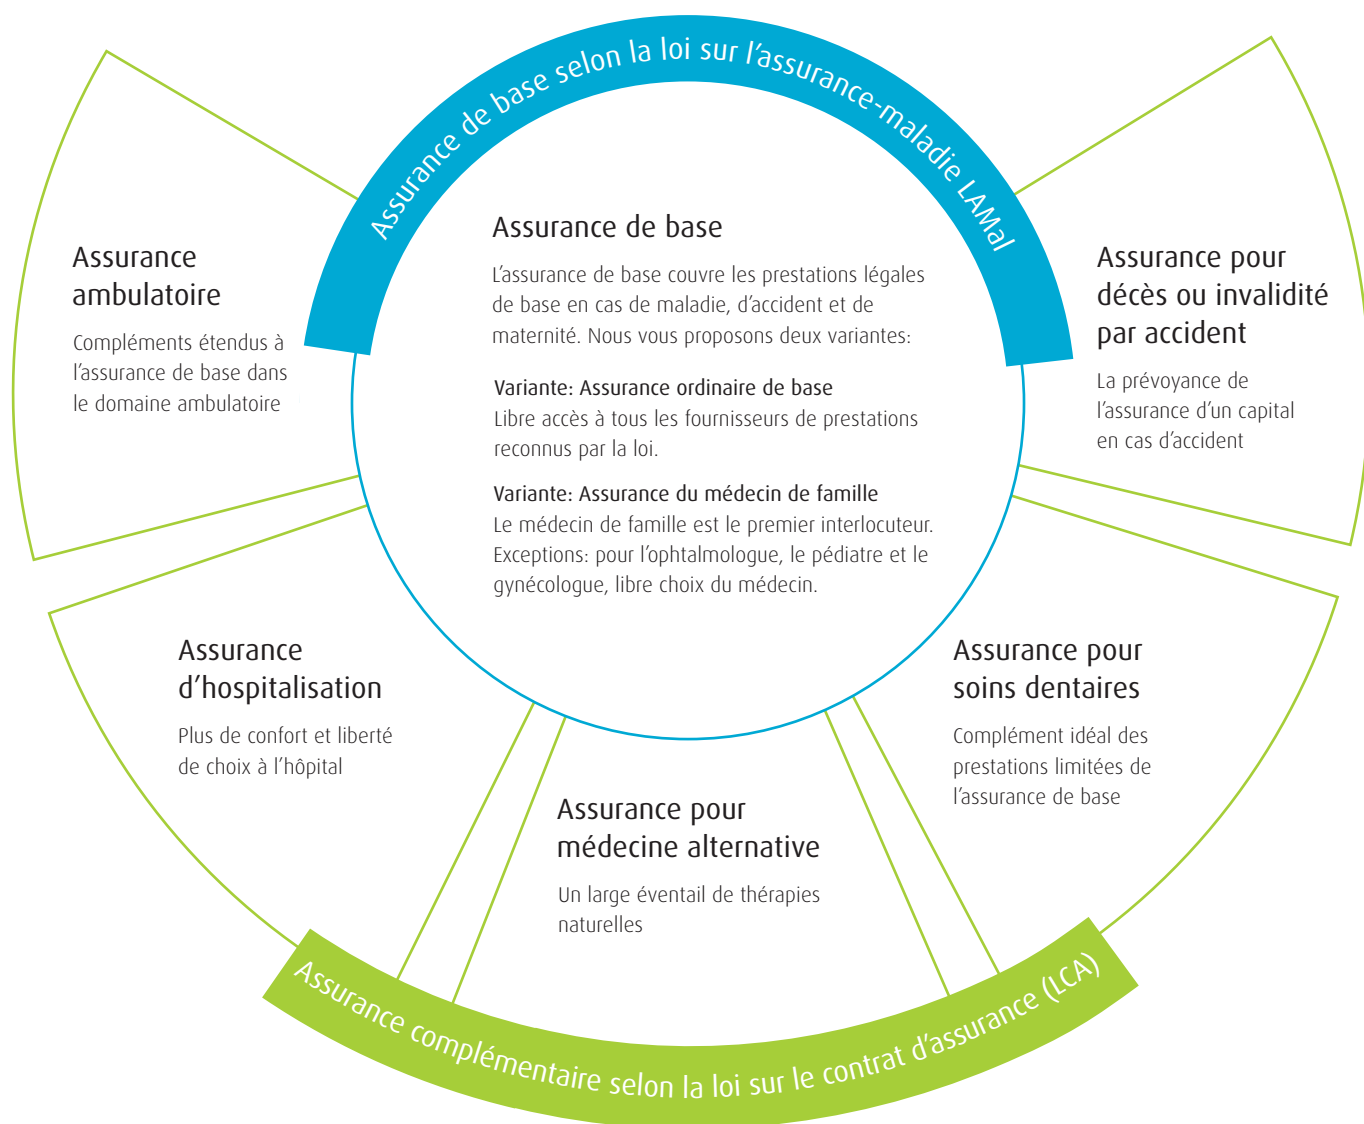 Assurance de base selon la loi sur l'assurance-maladie LAMal
Assurance de base
L'assurance de base couvre les prestations légales
de base en cas de maladie, d'accident et de
maternité. Nous vous proposons deux variantes:
Variante: Assurance ordinaire de base
Libre accès à tous les fournisseurs de prestations
reconnus par la loi.
Variante: Assurance du médecin de famille
Le médecin de famille est le premier interlocuteur.
Exceptions: pour l'ophtalmologue, le pédiatre et le
gynécologue, libre choix du médecin.
Assurance
ambulatoire
Compléments étendus à
l'assurance de base dans
le domaine ambulatoire
Assurance pour
décès ou invalidité
par accident
La prévoyance de
l'assurance d'un capital
en cas d'accident
Assurance
d'hospitalisation
Plus de confort et liberté
de choix à l'hôpital
Assurance pour
médecine alternative
Un large éventail de thérapies
naturelles
Assurance pour
soins dentaires
Complément idéal des
prestations limitées de
l'assurance de base
Assurance complémentaire selon la loi sur le contrat d'assurance (LCA)